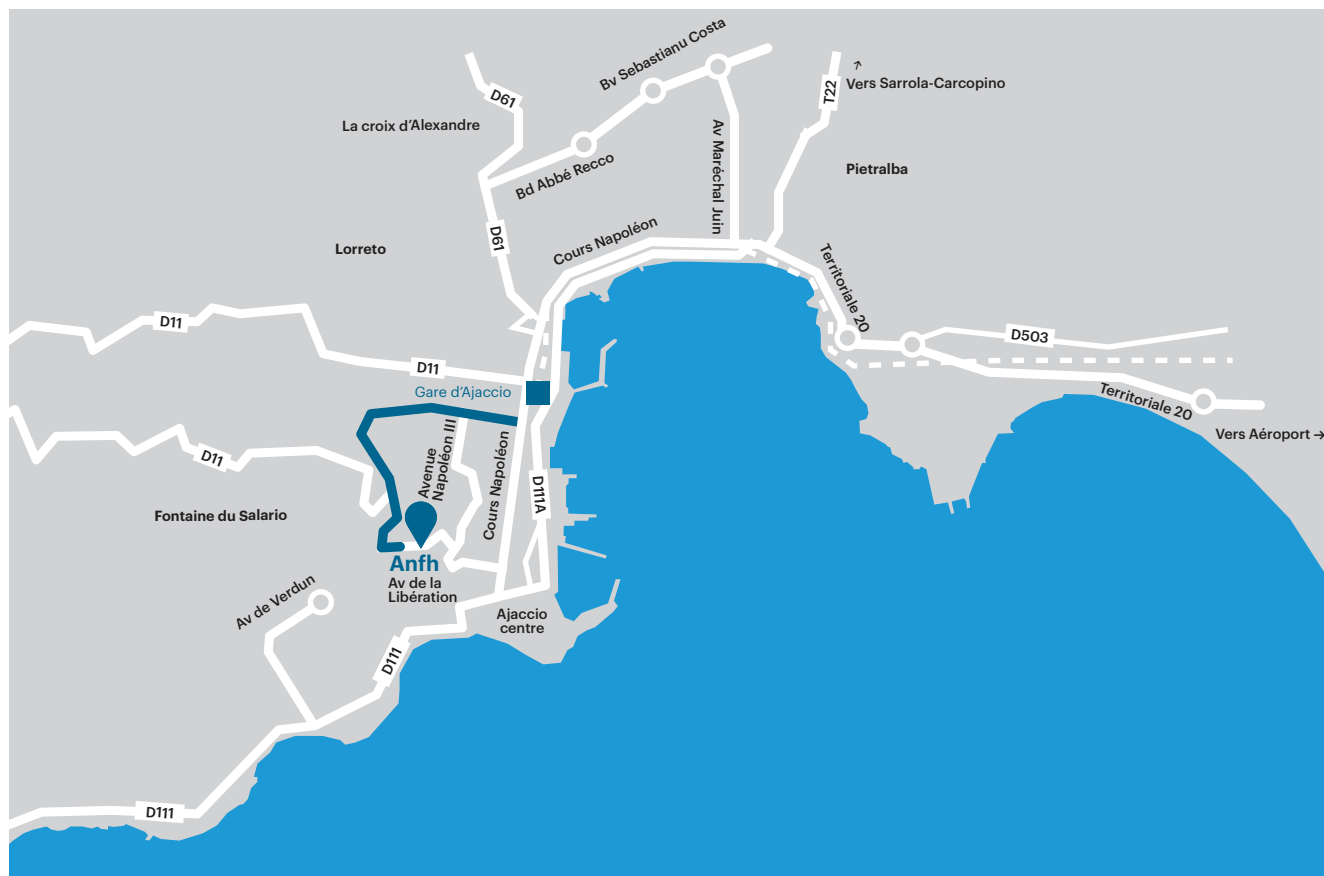 Bv Sebastianu Costa
D61
T22
Vers Sarrola-Carcopino
La croix d'Alexandre
Bd Abbé Recco
Av Maréchal Juin
Pietralba
D61
Cours Napoléon
Lorreto
Territoriale 20
D11
D503
D11
Gare d'Ajaccio
Territoriale 20
Vers Aéroport →
D11
Avenue
Napoléon III
Cours Napoléon
D111A
Fontaine du Salario
Anfh
Av de la
Libération
Av de Verdun
Ajaccio
centre
D111
D111